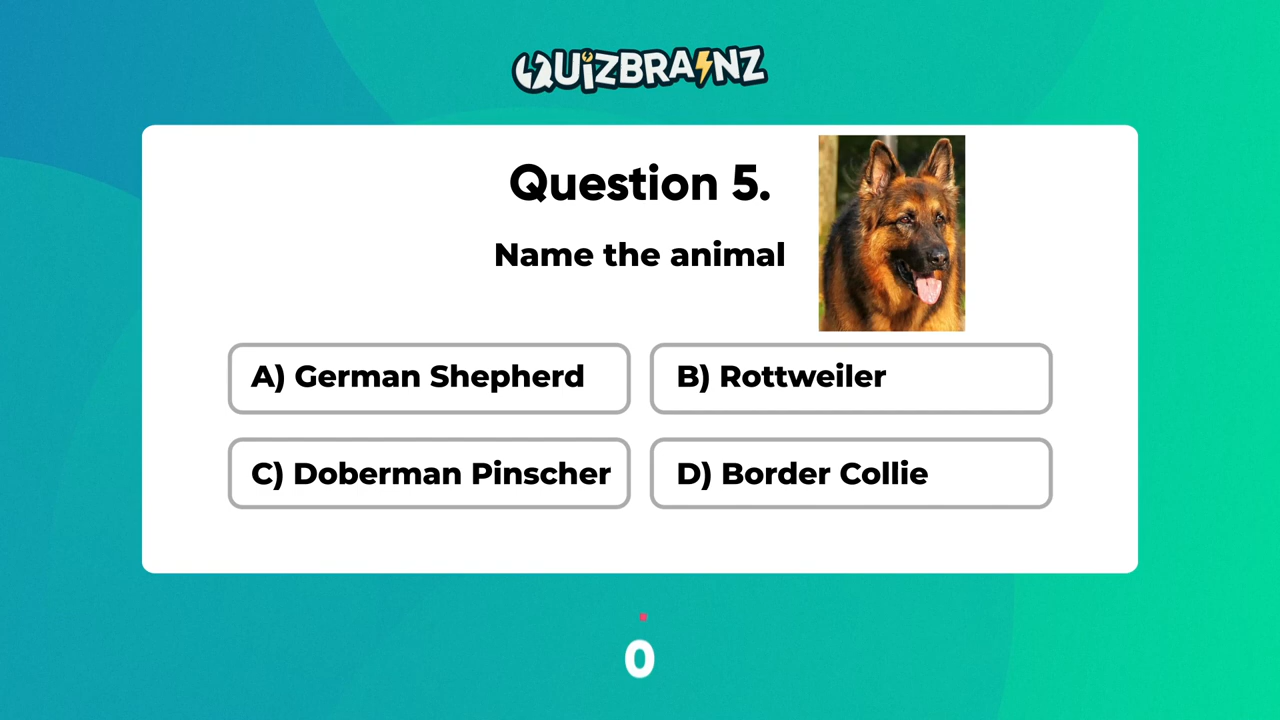 QUIZBRAINZ
Question 5.
Name the animal
A) German Shepherd
B) Rottweiler
C) Doberman Pinscher
D) Border Collie
0